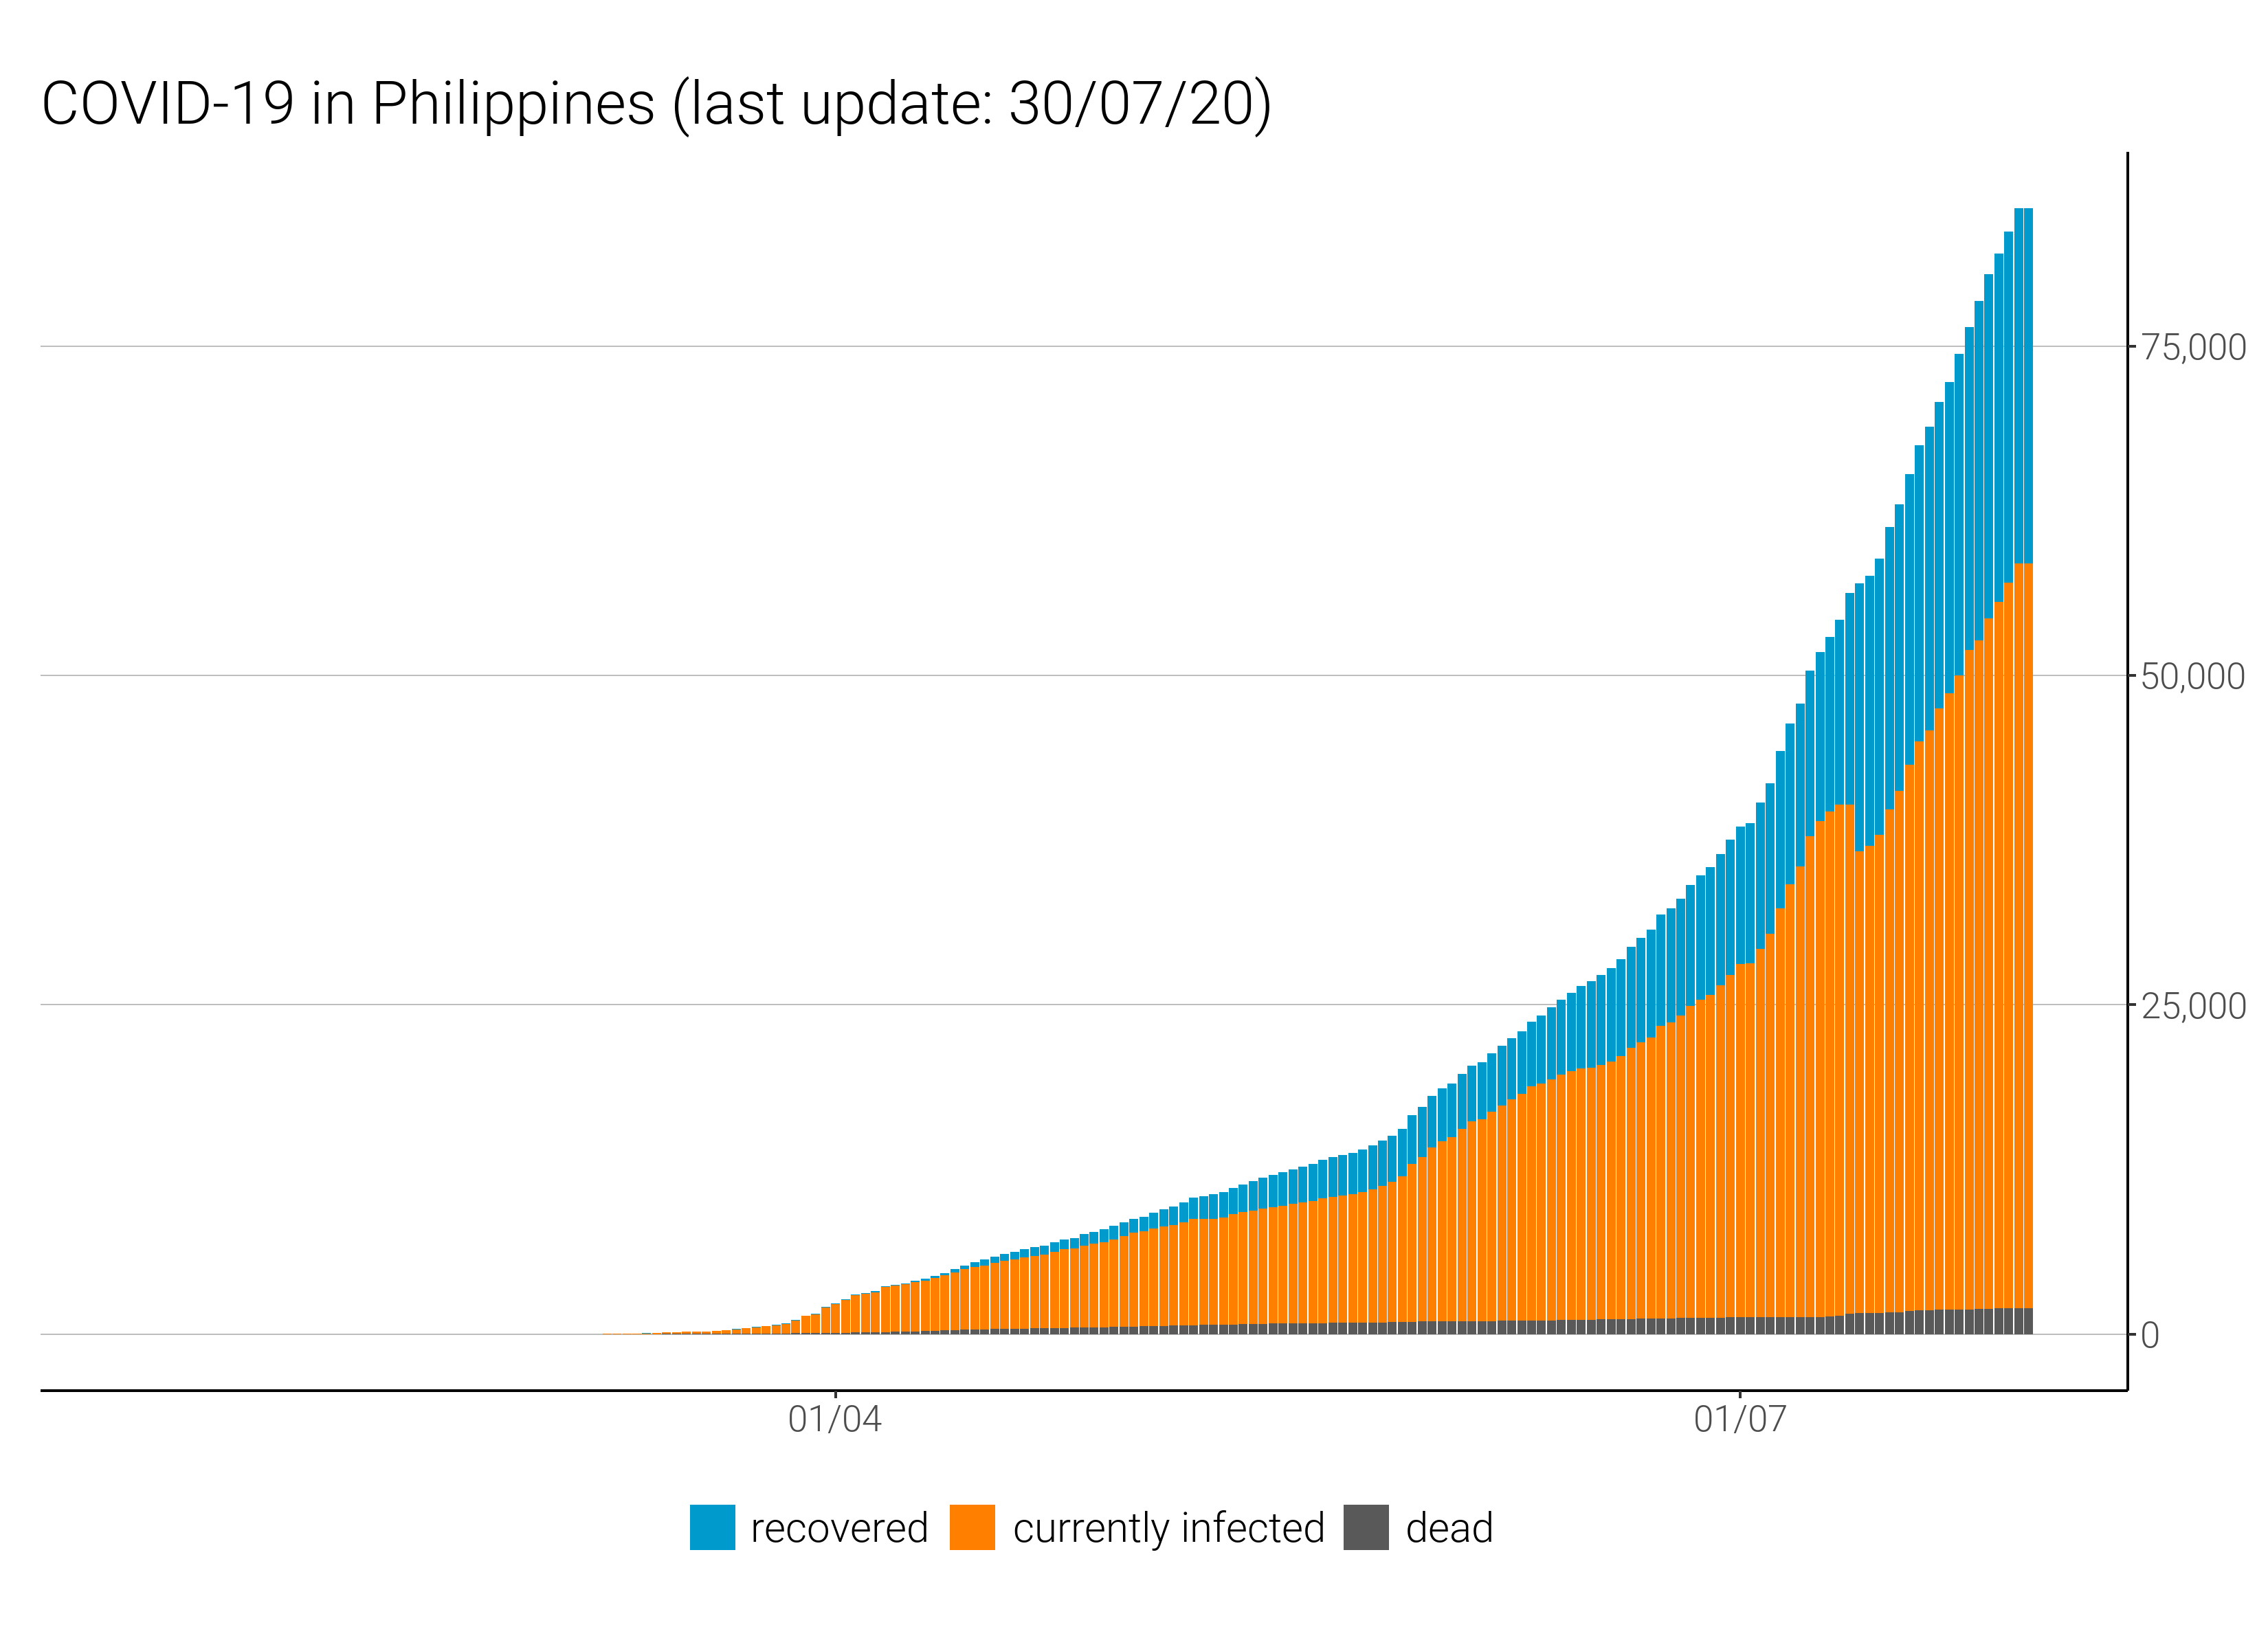 COVID-19 in Philippines (last update: 30/07/20)
75,000
50,000
25,000
0
01/04 01/07
recovered currently infected dead